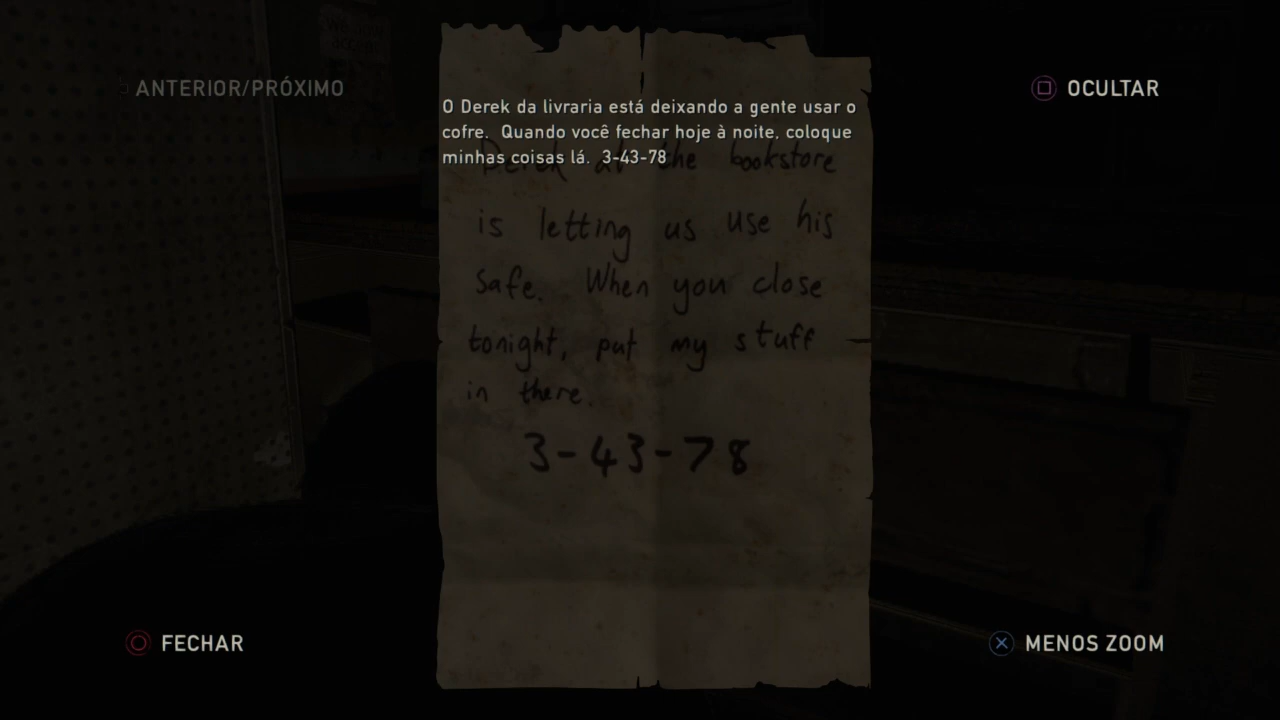 ANTERIOR/PRÓXIMO
OCULTAR
O Derek da livraria está deixando a gente usar o
cofre. Quando você fechar hoje à noite, coloque
minhas coisas lá. 3-43-78
Derek at the bookstore
is letting us use his
safe. When you close
tonight, put my stuff
in there.
3-43-78
FECHAR
MENOS ZOOM